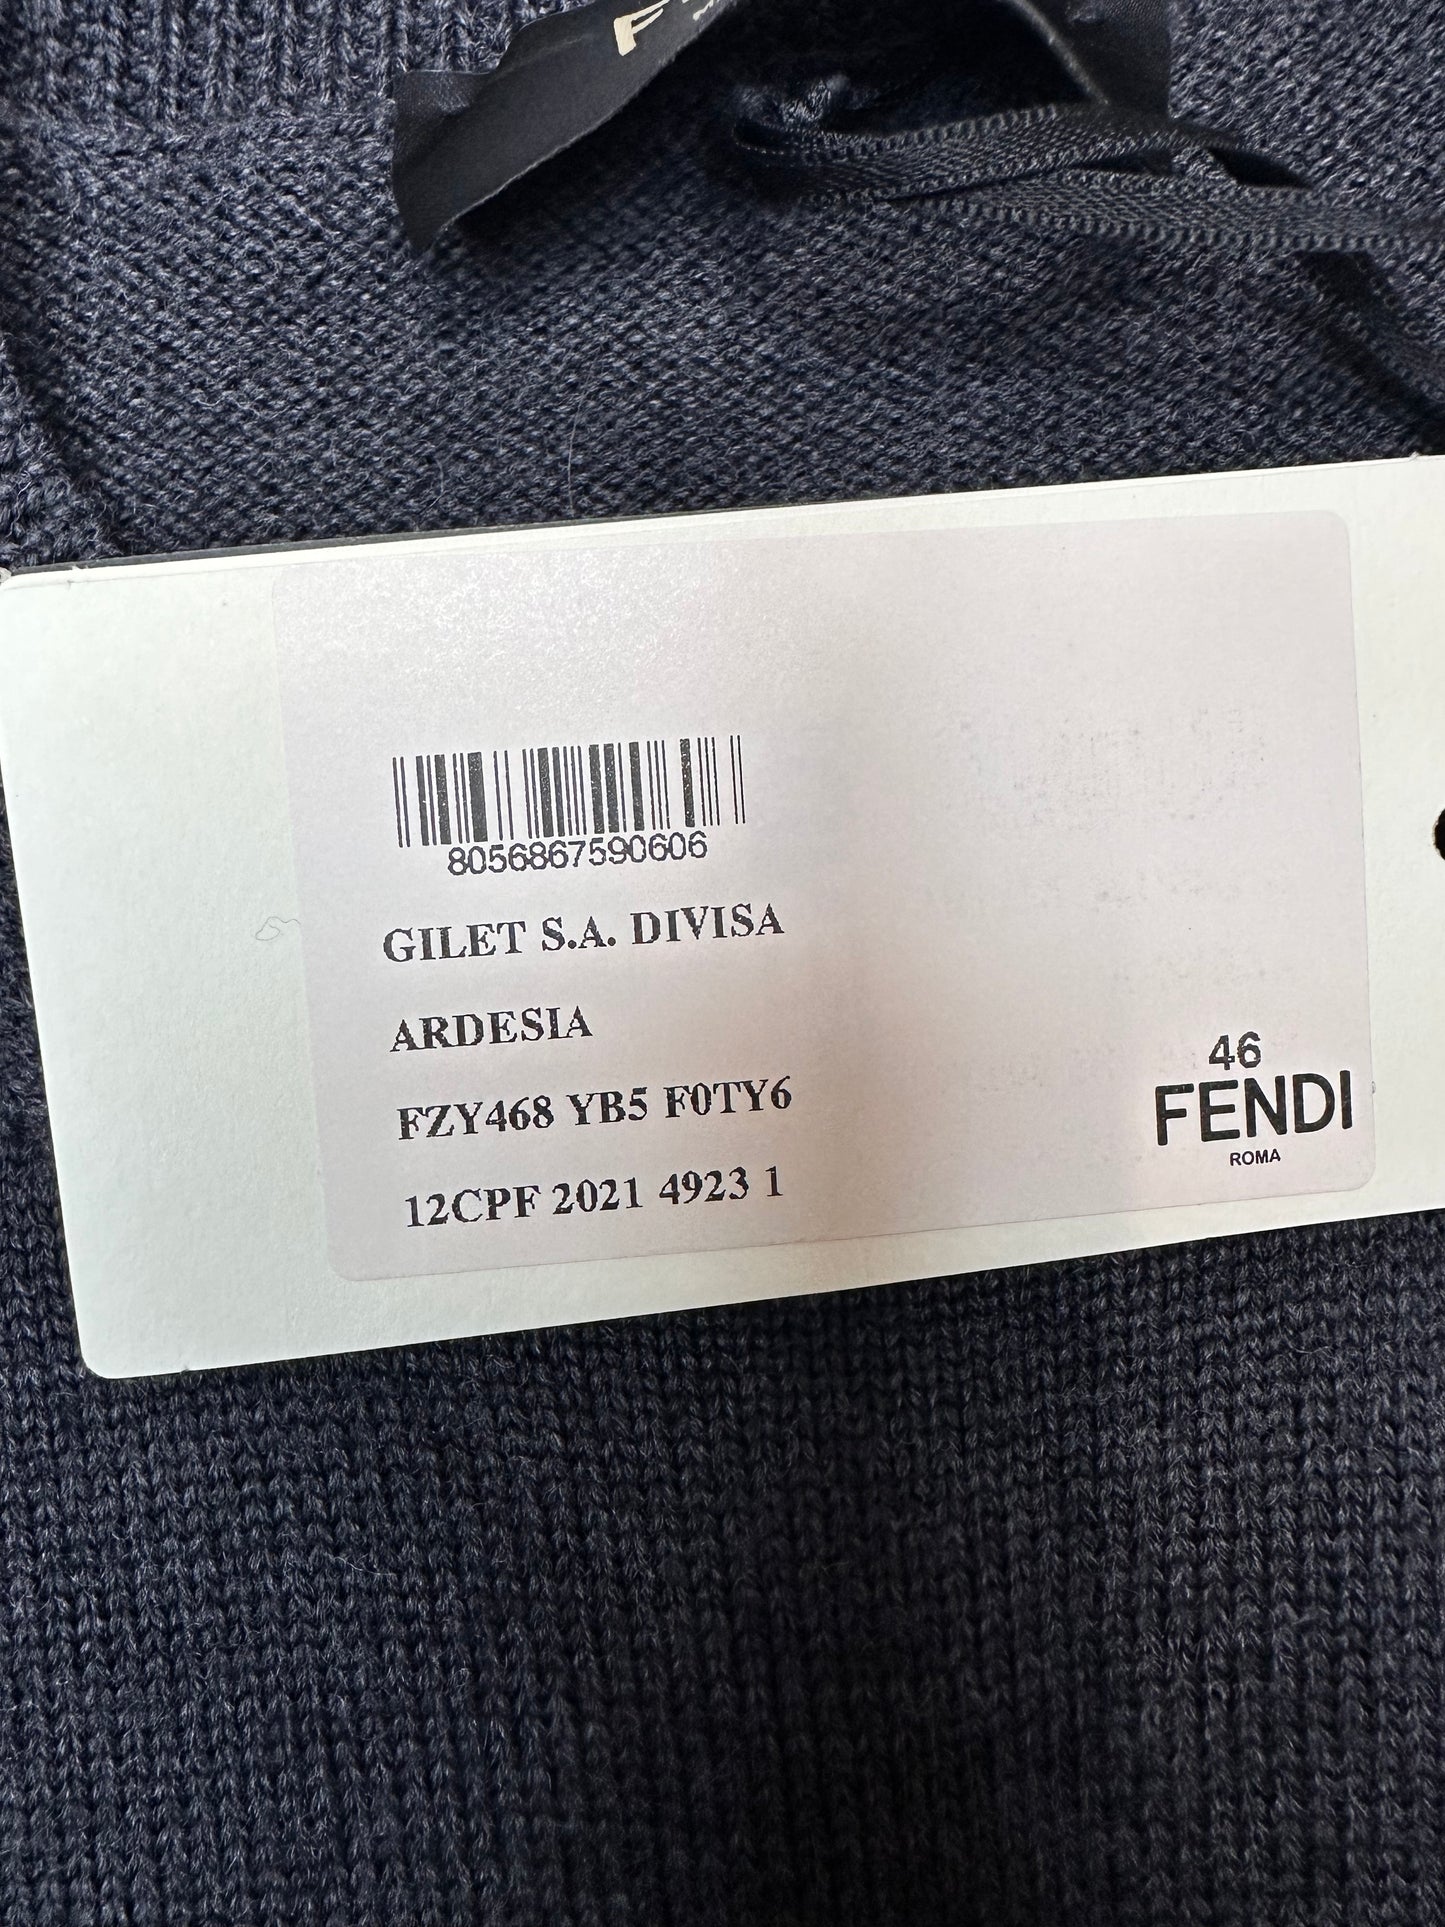 8056867590606
GILET S.A. DIVISA
ARDESIA
FZY468 YB5 F0TY6
12CPF 2021 4923 1
46
FENDI
ROMA